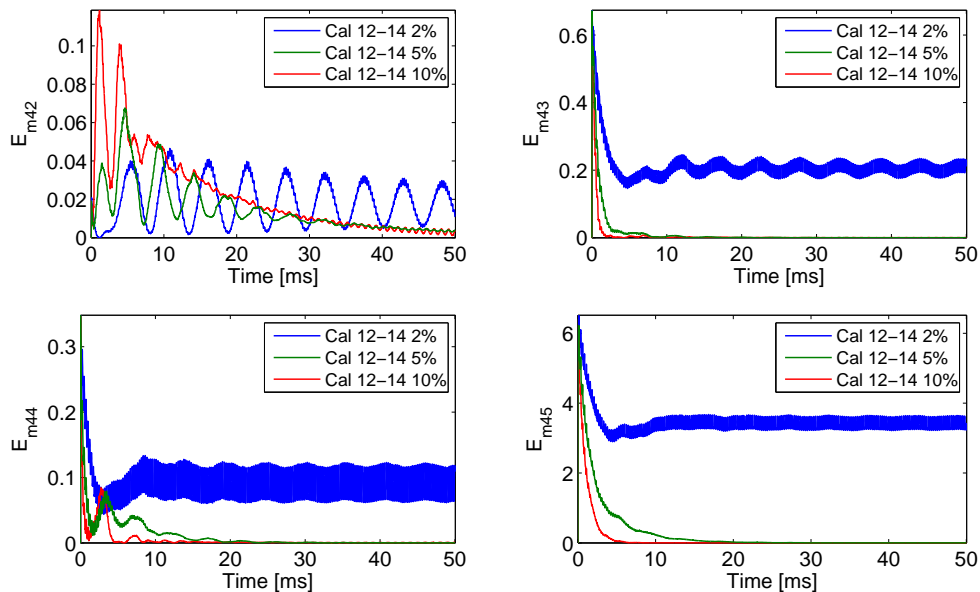 0.1
0.08
0.06
0.04
0.02
0
E_m42
Cal 12−14 2%
Cal 12−14 5%
Cal 12−14 10%
0 10 20 30 40 50
Time [ms]
0.6
0.4
0.2
0
E_m43
Cal 12−14 2%
Cal 12−14 5%
Cal 12−14 10%
0 10 20 30 40 50
Time [ms]
0.3
0.2
0.1
0
E_m44
Cal 12−14 2%
Cal 12−14 5%
Cal 12−14 10%
0 10 20 30 40 50
Time [ms]
6
4
2
0
E_m45
Cal 12−14 2%
Cal 12−14 5%
Cal 12−14 10%
0 10 20 30 40 50
Time [ms]